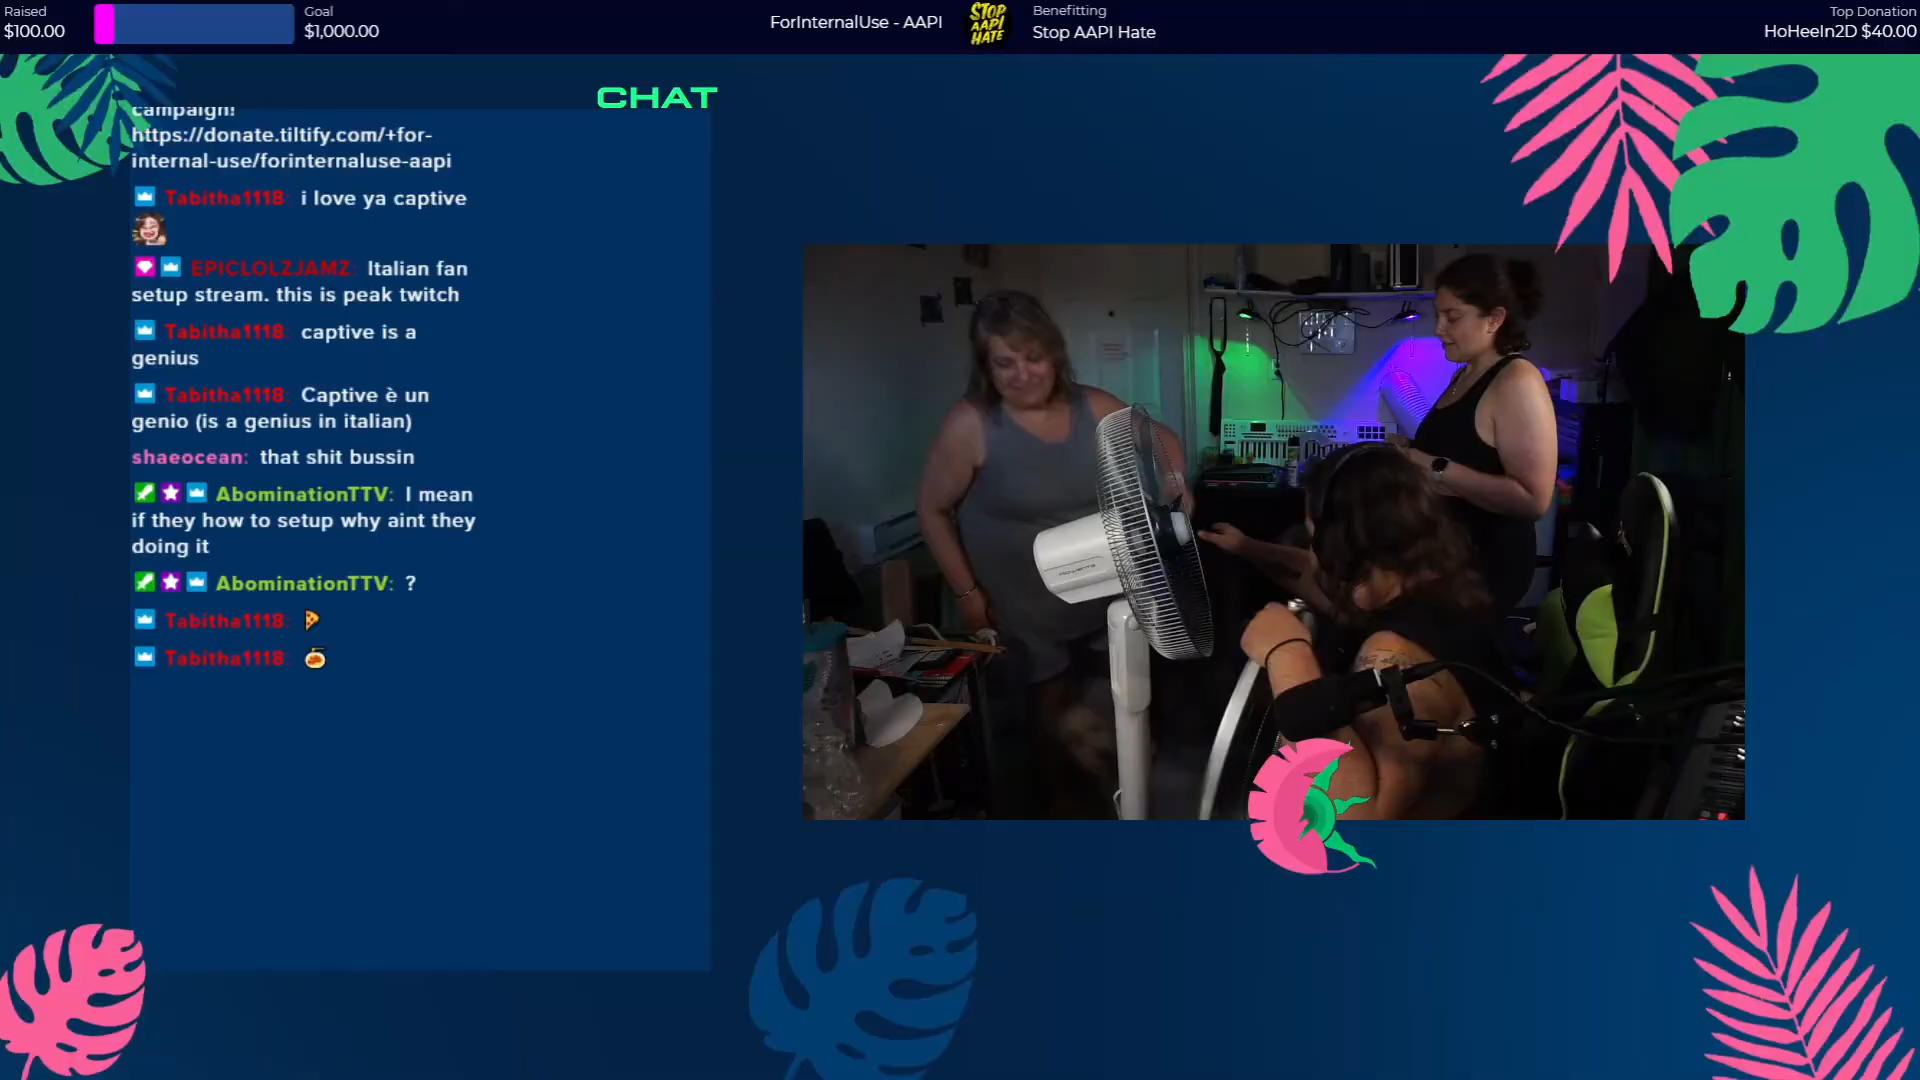 Raised
$100.00
Goal
$1,000.00
ForInternalUse - AAPI
STOP
AAPI
HATE
Benefitting
Stop AAPI Hate
Top Donation
HoHeeIn2D $40.00
CHAT
campaign!
https://donate.tiltify.com/+for-
internal-use/forinternaluse-aapi
Tabitha1118: i love ya captive
EPICLOLZJAMZ: Italian fan
setup stream. this is peak twitch
Tabitha1118: captive is a
genius
Tabitha1118: Captive è un
genio (is a genius in italian)
shaeocean: that shit bussin
AbominationTTV: I mean
if they how to setup why aint they
doing it
AbominationTTV: ?
Tabitha1118:
Tabitha1118:
Rowenta